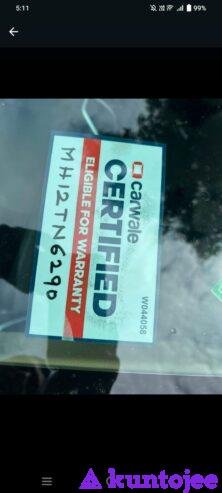 5:11
99%
carwale
CERTIFIED
ELIGIBLE FOR WARRANTY
MH12TN6290
W044058
kuntojee